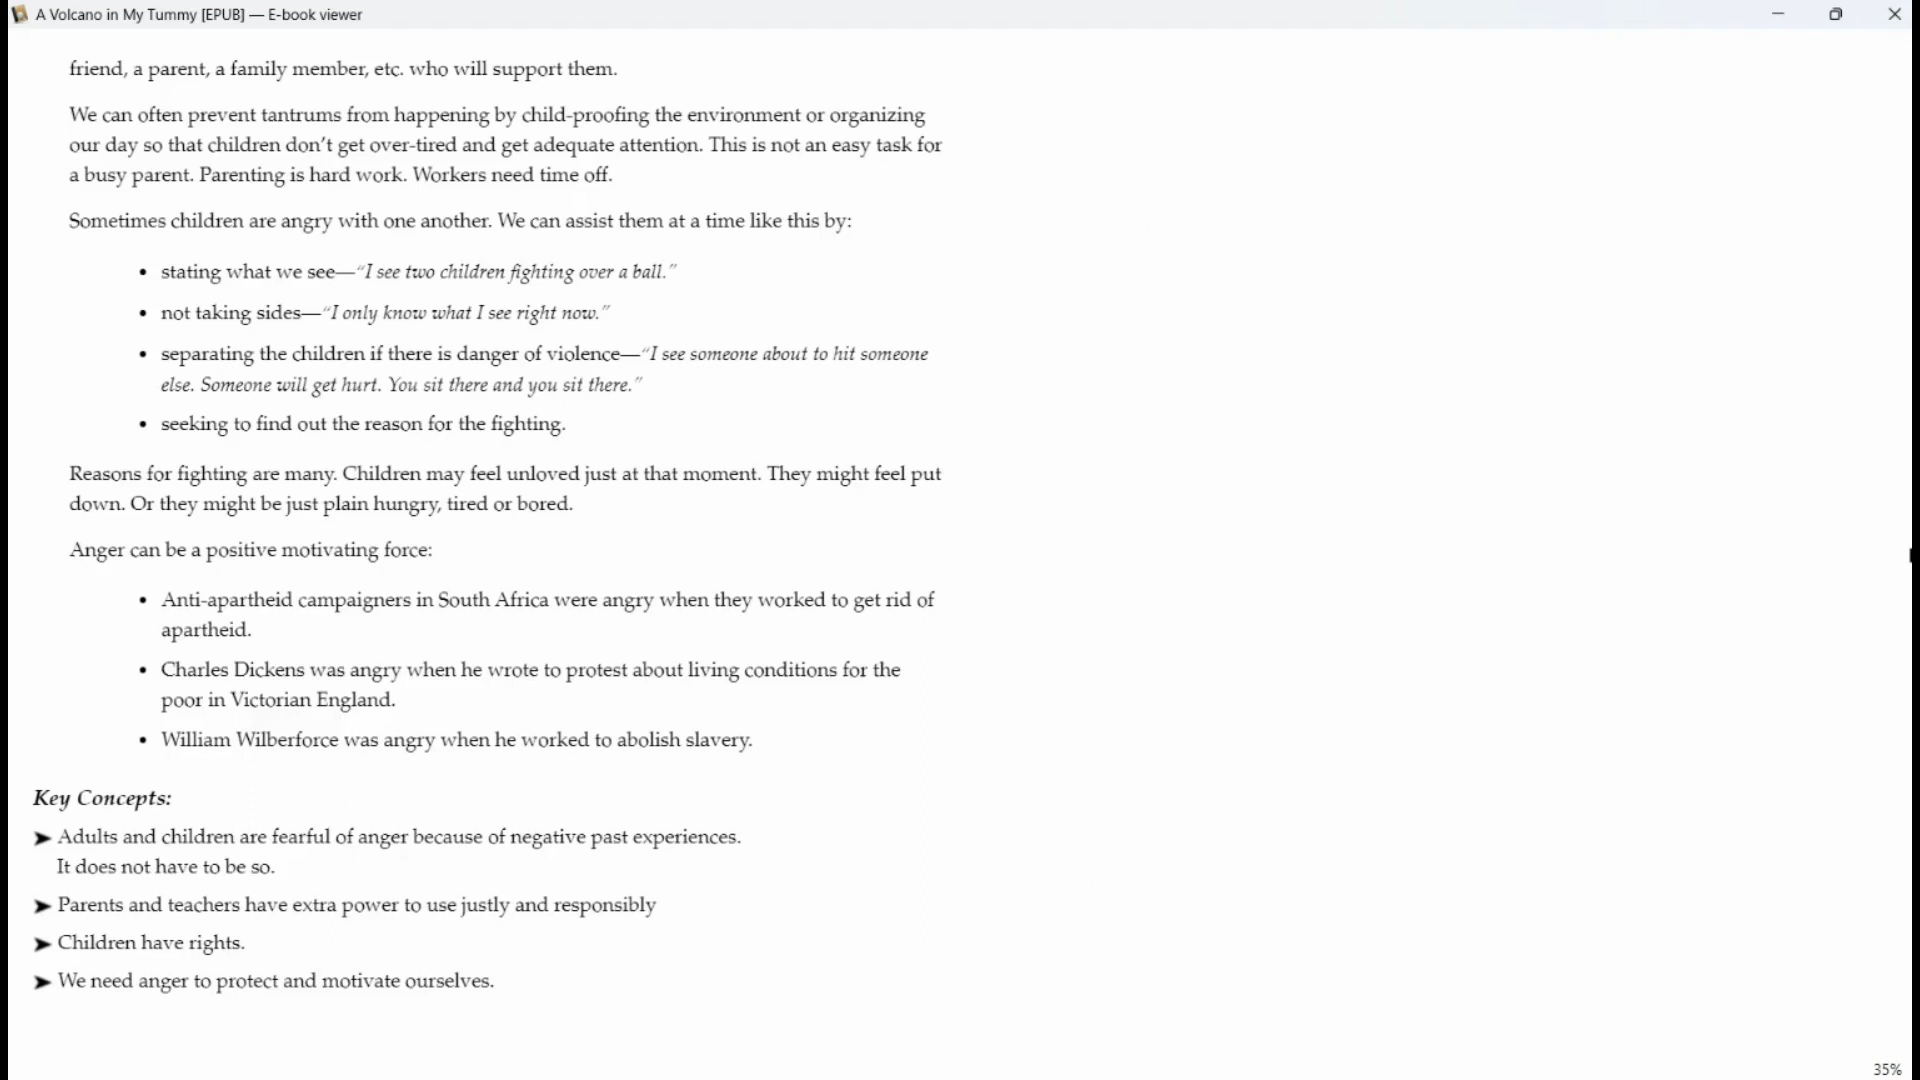 A Volcano in My Tummy [EPUB] — E-book viewer
friend, a parent, a family member, etc. who will support them.
We can often prevent tantrums from happening by child-proofing the environment or organizing
our day so that children don't get over-tired and get adequate attention. This is not an easy task for
a busy parent. Parenting is hard work. Workers need time off.
Sometimes children are angry with one another. We can assist them at a time like this by:
• stating what we see—“I see two children fighting over a ball.”
• not taking sides—“I only know what I see right now.”
• separating the children if there is danger of violence—“I see someone about to hit someone
else. Someone will get hurt. You sit there and you sit there.”
• seeking to find out the reason for the fighting.
Reasons for fighting are many. Children may feel unloved just at that moment. They might feel put
down. Or they might be just plain hungry, tired or bored.
Anger can be a positive motivating force:
• Anti-apartheid campaigners in South Africa were angry when they worked to get rid of
apartheid.
• Charles Dickens was angry when he wrote to protest about living conditions for the
poor in Victorian England.
• William Wilberforce was angry when he worked to abolish slavery.
Key Concepts:
➤ Adults and children are fearful of anger because of negative past experiences.
It does not have to be so.
➤ Parents and teachers have extra power to use justly and responsibly
➤ Children have rights.
➤ We need anger to protect and motivate ourselves.
35%